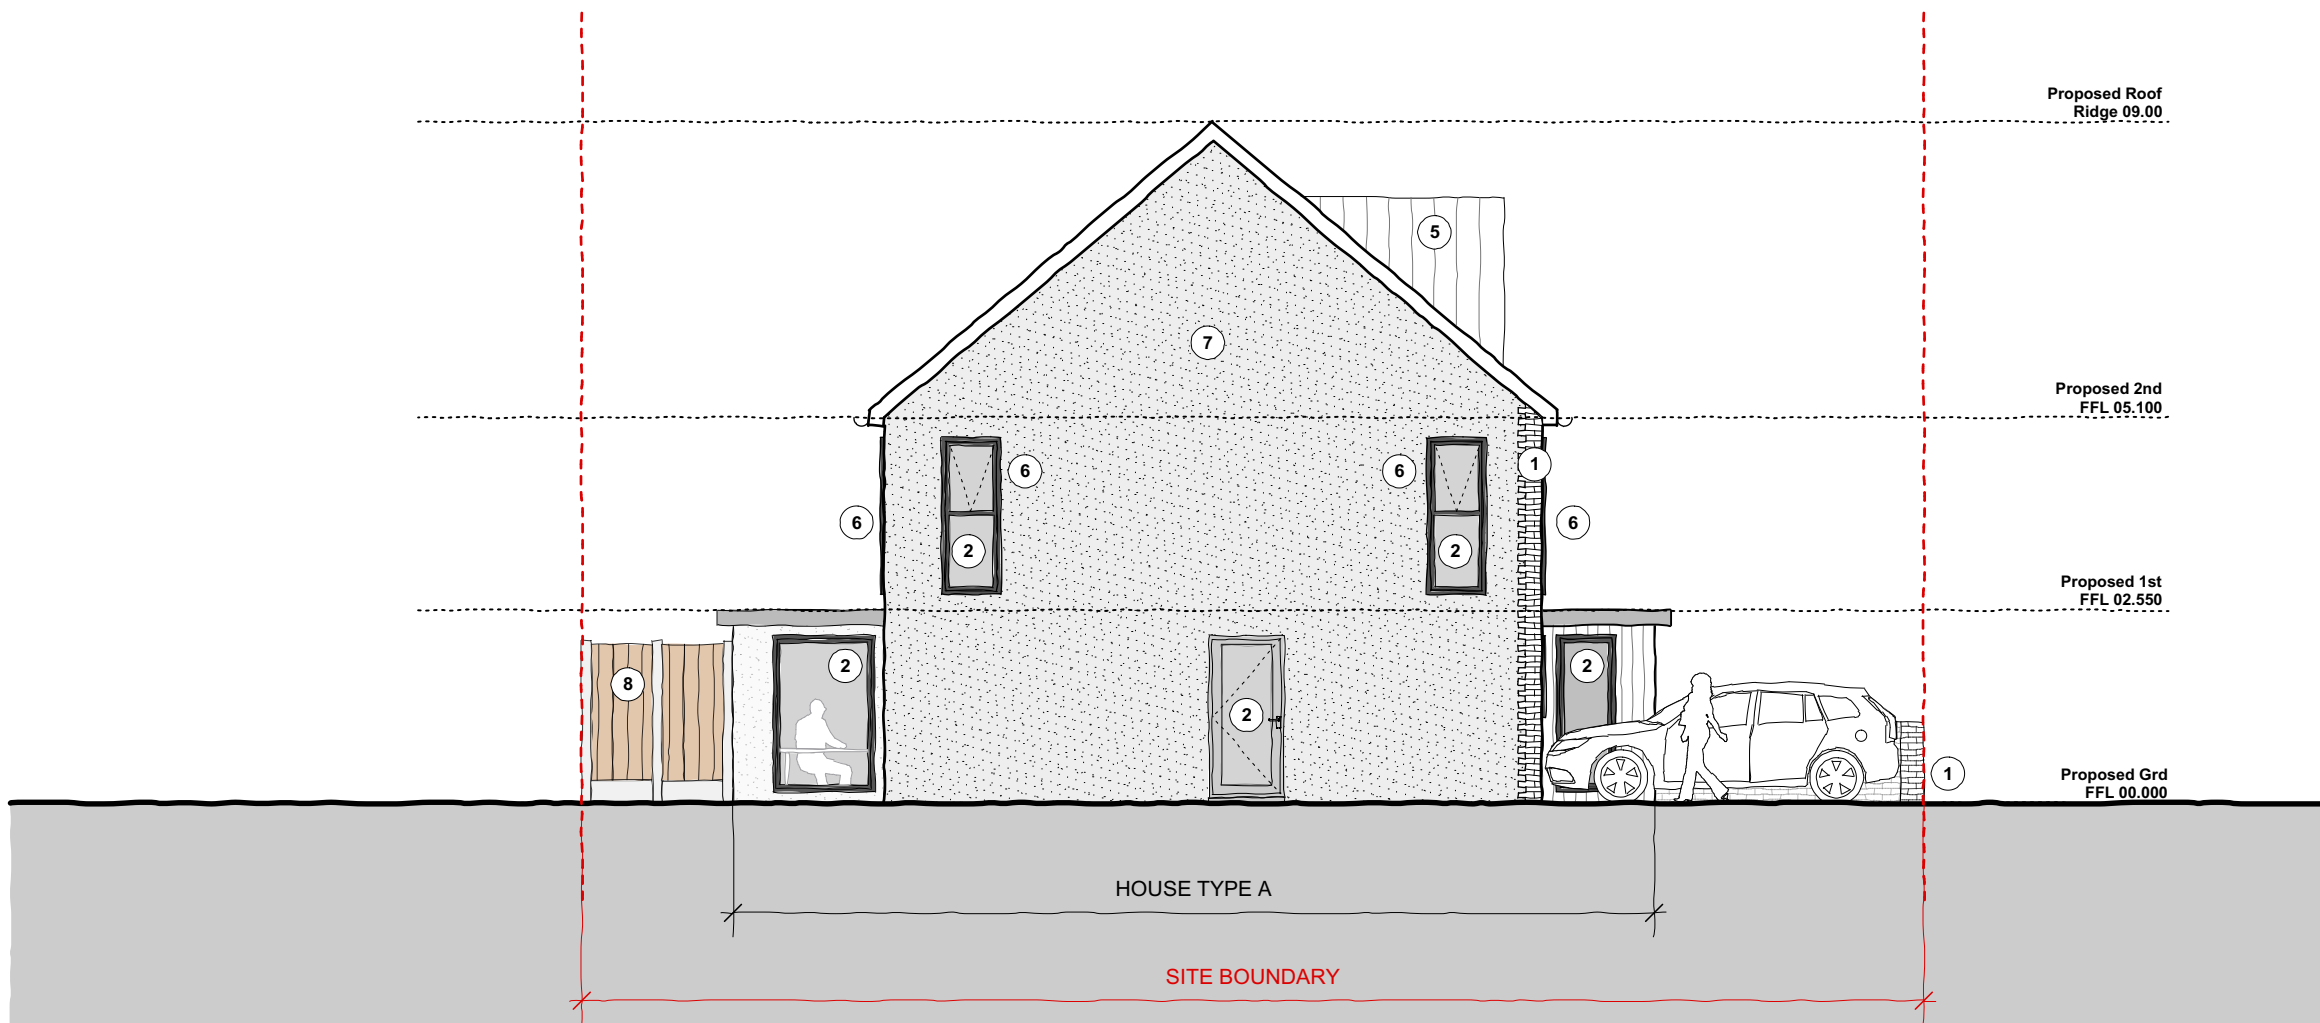 Proposed Roof
Ridge 09.00
5
7
Proposed 2nd
FFL 05.100
6
6
1
6
6
2
2
Proposed 1st
FFL 02.550
8
2
2
2
1
Proposed Grd
FFL 00.000
HOUSE TYPE A
SITE BOUNDARY